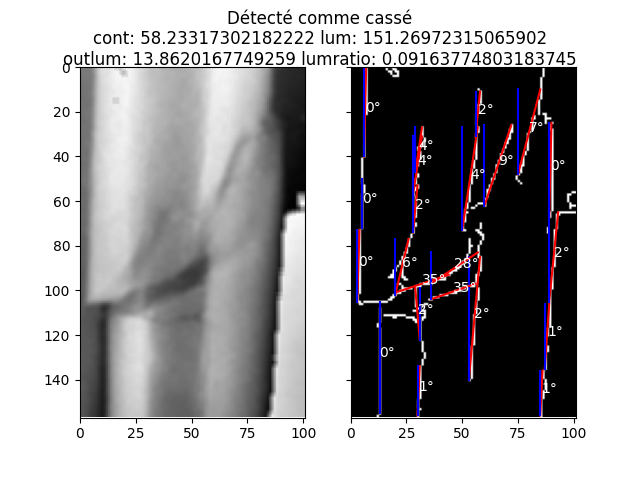 Détecté comme cassé
cont: 58.23317302182222 lum: 151.26972315065902
outlum: 13.8620167749259 lumratio: 0.09163774803183745
0
20
40
60
80
100
120
140
0 25 50 75 100
0° 2° 7°
4°
4° 9° 0°
0° 2° 4°
0° 6° 28° 2°
35° 35°
2° 2°
0° 1°
1° 1°
0 25 50 75 100